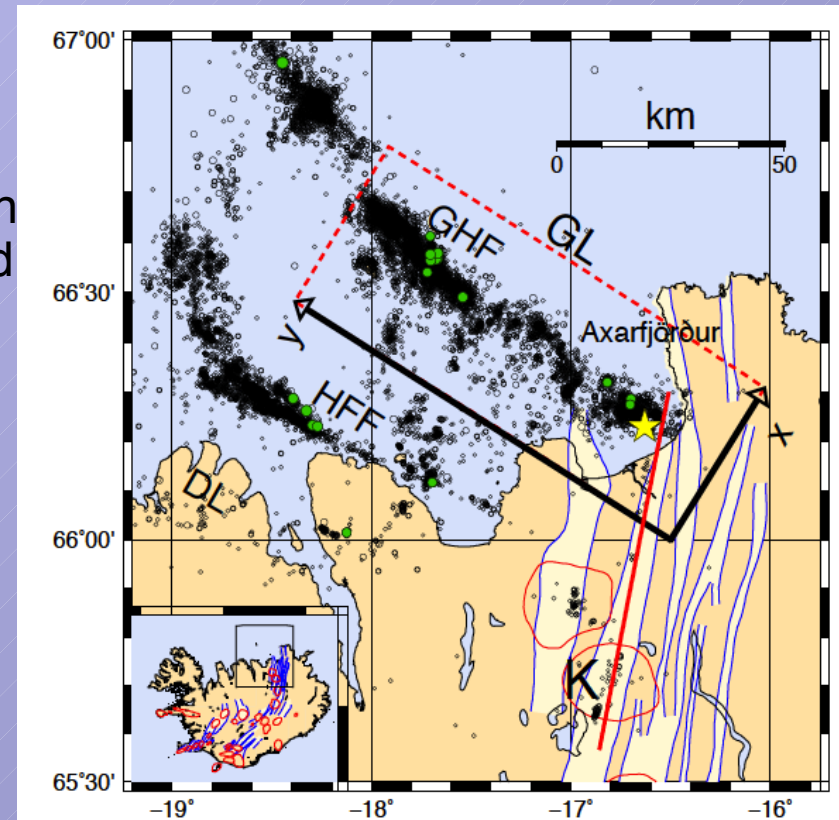 n
d
67°00'
66°30'
66°00'
65°30'
-19°
-18°
-17°
-16°
km
0
50
GHF
GL
Axarfjörður
HFF
DL
K
y
x